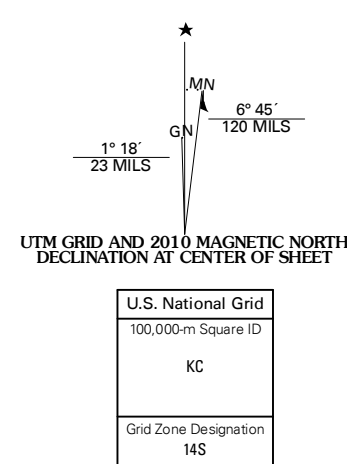 ★
MN
6° 45´
120 MILS
GN
1° 18´
23 MILS
UTM GRID AND 2010 MAGNETIC NORTH
DECLINATION AT CENTER OF SHEET
U.S. National Grid
100,000-m Square ID
KC
Grid Zone Designation
14S